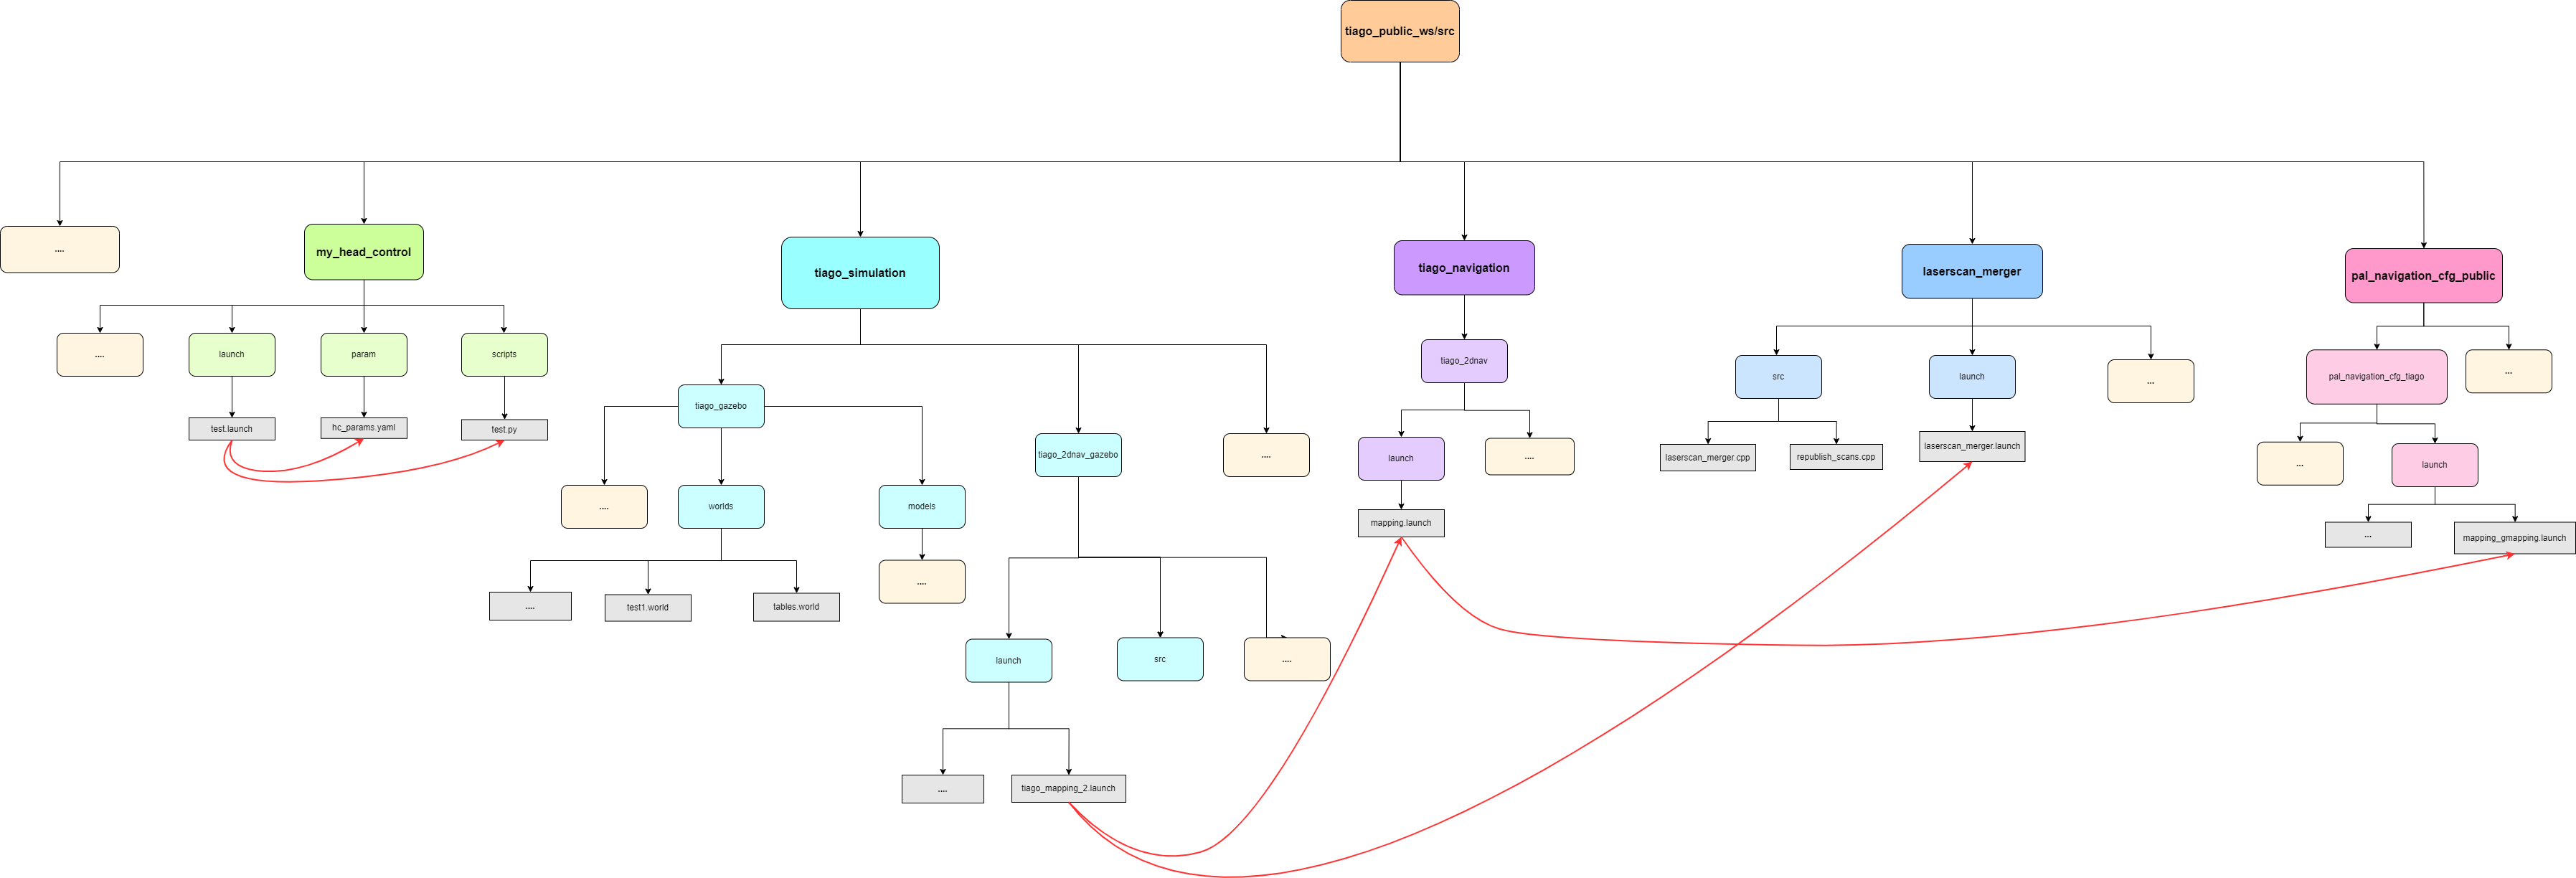 tiago_public_ws/src
....
my_head_control
tiago_simulation
tiago_navigation
laserscan_merger
pal_navigation_cfg_public
....
launch
param
scripts
tiago_2dnav
src
launch
...
pal_navigation_cfg_tiago
...
test.launch
hc_params.yaml
test.py
tiago_gazebo
tiago_2dnav_gazebo
....
launch
....
laserscan_merger.cpp
republish_scans.cpp
laserscan_merger.launch
...
launch
....
worlds
models
mapping.launch
...
mapping_gmapping.launch
....
test1.world
tables.world
....
launch
src
....
....
tiago_mapping_2.launch